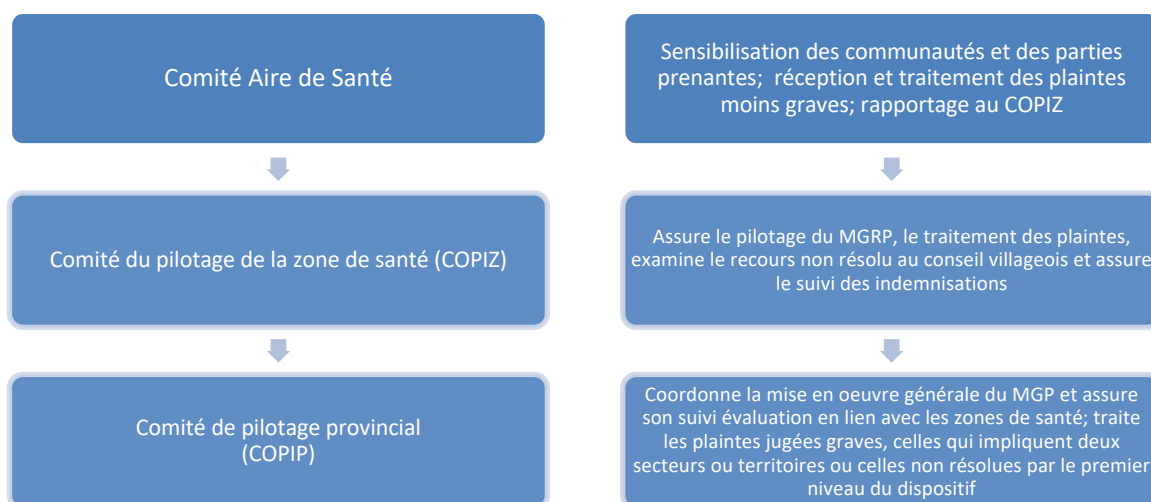 Comité Aire de Santé
Sensibilisation des communautés et des parties
prenantes; réception et traitement des plaintes
moins graves; rapportage au COPIZ
Comité du pilotage de la zone de santé (COPIZ)
Assure le pilotage du MGRP, le traitement des plaintes,
examine le recours non résolu au conseil villageois et assure
le suivi des indemnisations
Comité de pilotage provincial
(COPIP)
Coordonne la mise en oeuvre générale du MGP et assure
son suivi évaluation en lien avec les zones de santé; traite
les plaintes jugées graves, celles qui impliquent deux
secteurs ou territoires ou celles non résolues par le premier
niveau du dispositif